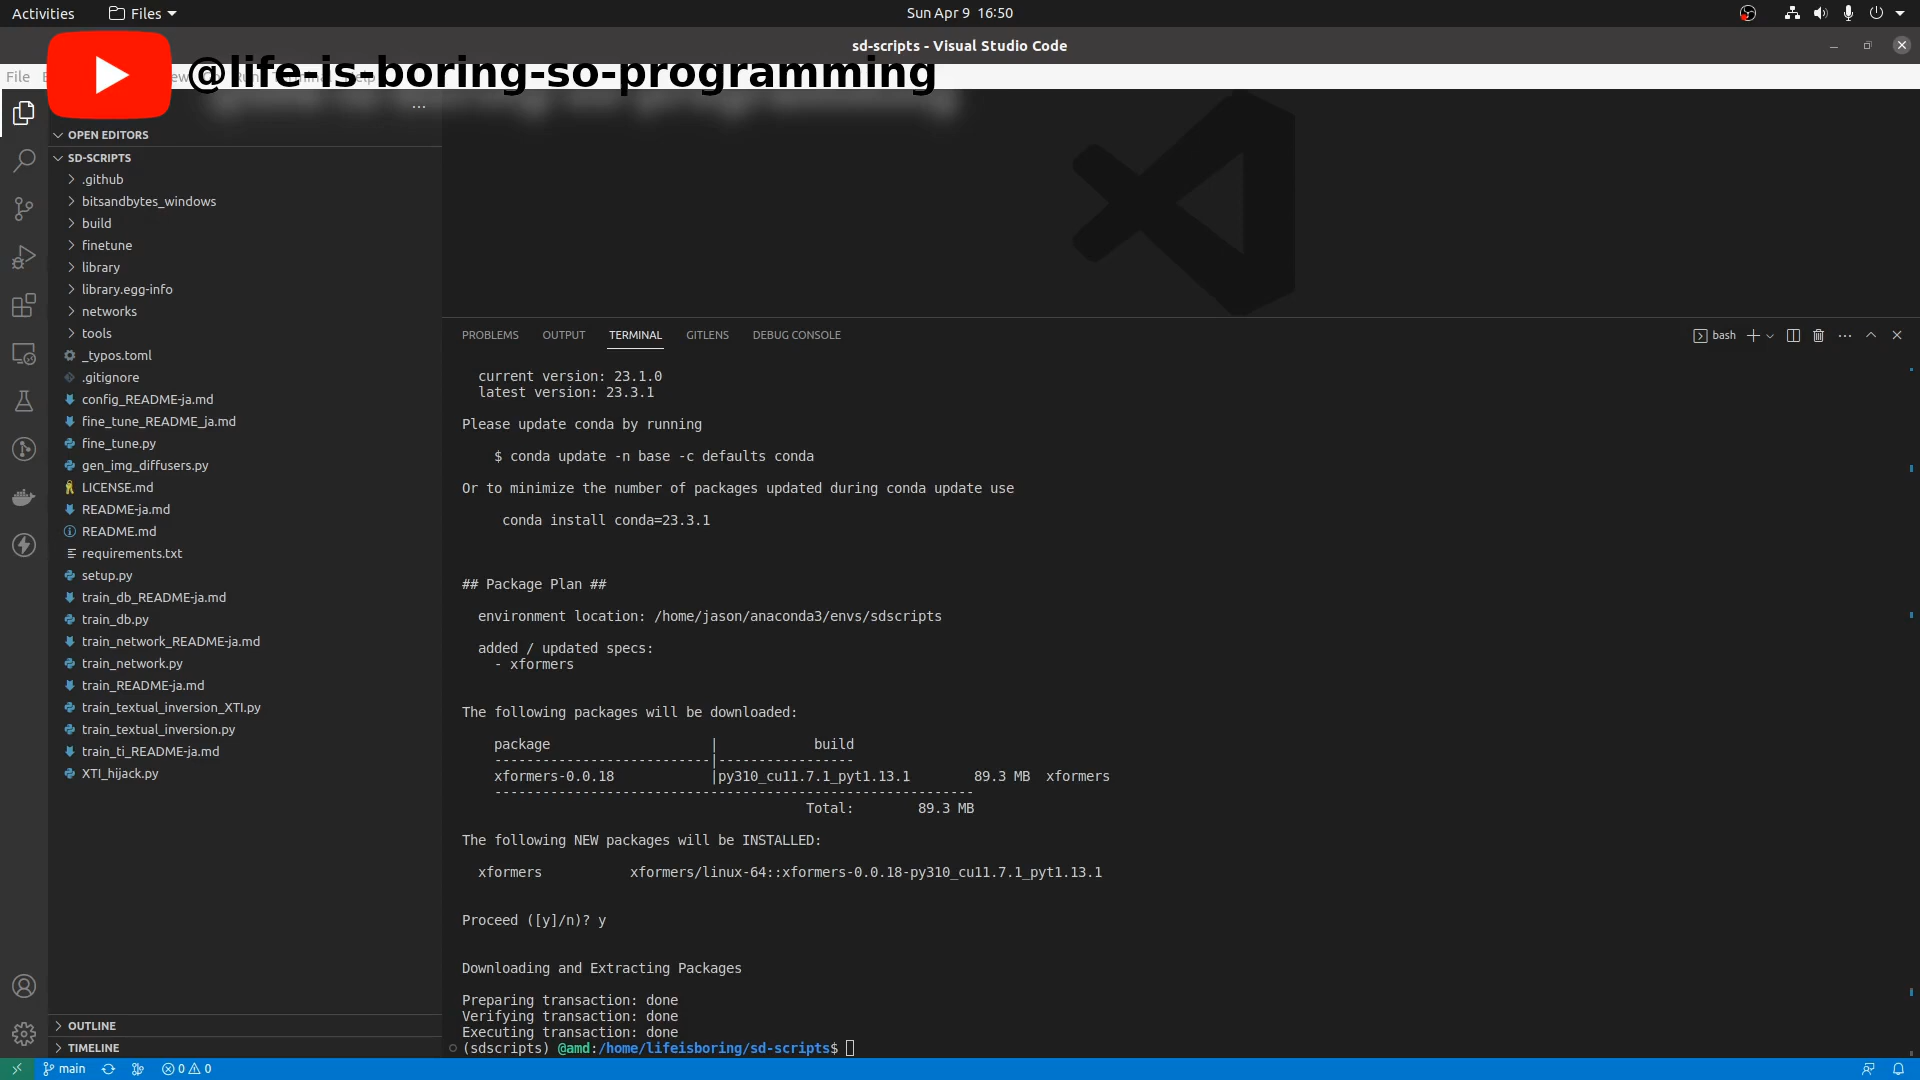 Activities
Files
Sun Apr 9 16:50
sd-scripts - Visual Studio Code
File
@life-is-boring-so-programming
OPEN EDITORS
SD-SCRIPTS
.github
bitsandbytes_windows
build
finetune
library
library.egg-info
networks
tools
_typos.toml
.gitignore
config_README-ja.md
fine_tune_README_ja.md
fine_tune.py
gen_img_diffusers.py
LICENSE.md
README-ja.md
README.md
requirements.txt
setup.py
train_db_README-ja.md
train_db.py
train_network_README-ja.md
train_network.py
train_README-ja.md
train_textual_inversion_XTI.py
train_textual_inversion.py
train_ti_README-ja.md
XTI_hijack.py
OUTLINE
TIMELINE
PROBLEMS OUTPUT TERMINAL GITLENS DEBUG CONSOLE
bash
current version: 23.1.0
latest version: 23.3.1
Please update conda by running
$ conda update -n base -c defaults conda
Or to minimize the number of packages updated during conda update use
conda install conda=23.3.1
## Package Plan ##
environment location: /home/jason/anaconda3/envs/sdscripts
added / updated specs:
- xformers
The following packages will be downloaded:
package | build
---------------------------|-----------------
xformers-0.0.18 |py310_cu11.7.1_pyt1.13.1 89.3 MB xformers
------------------------------------------------------------
Total: 89.3 MB
The following NEW packages will be INSTALLED:
xformers xformers/linux-64::xformers-0.0.18-py310_cu11.7.1_pyt1.13.1
Proceed ([y]/n)? y
Downloading and Extracting Packages
Preparing transaction: done
Verifying transaction: done
Executing transaction: done
(sdscripts) @amd:/home/lifeisboring/sd-scripts$
main
0 0